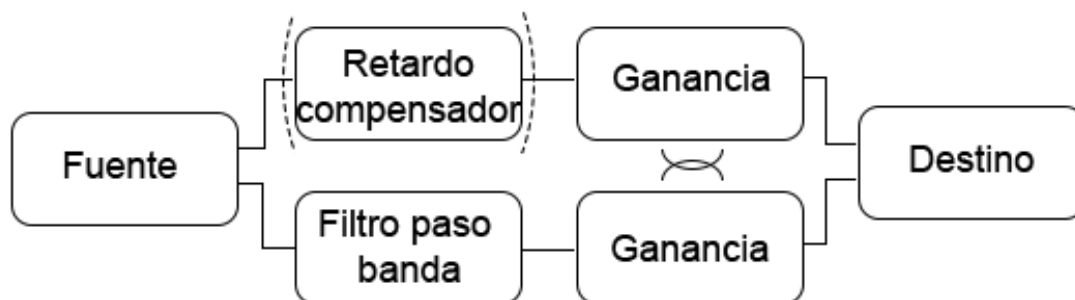 Fuente
Retardo
compensador
Ganancia
Filtro paso
banda
Ganancia
Destino